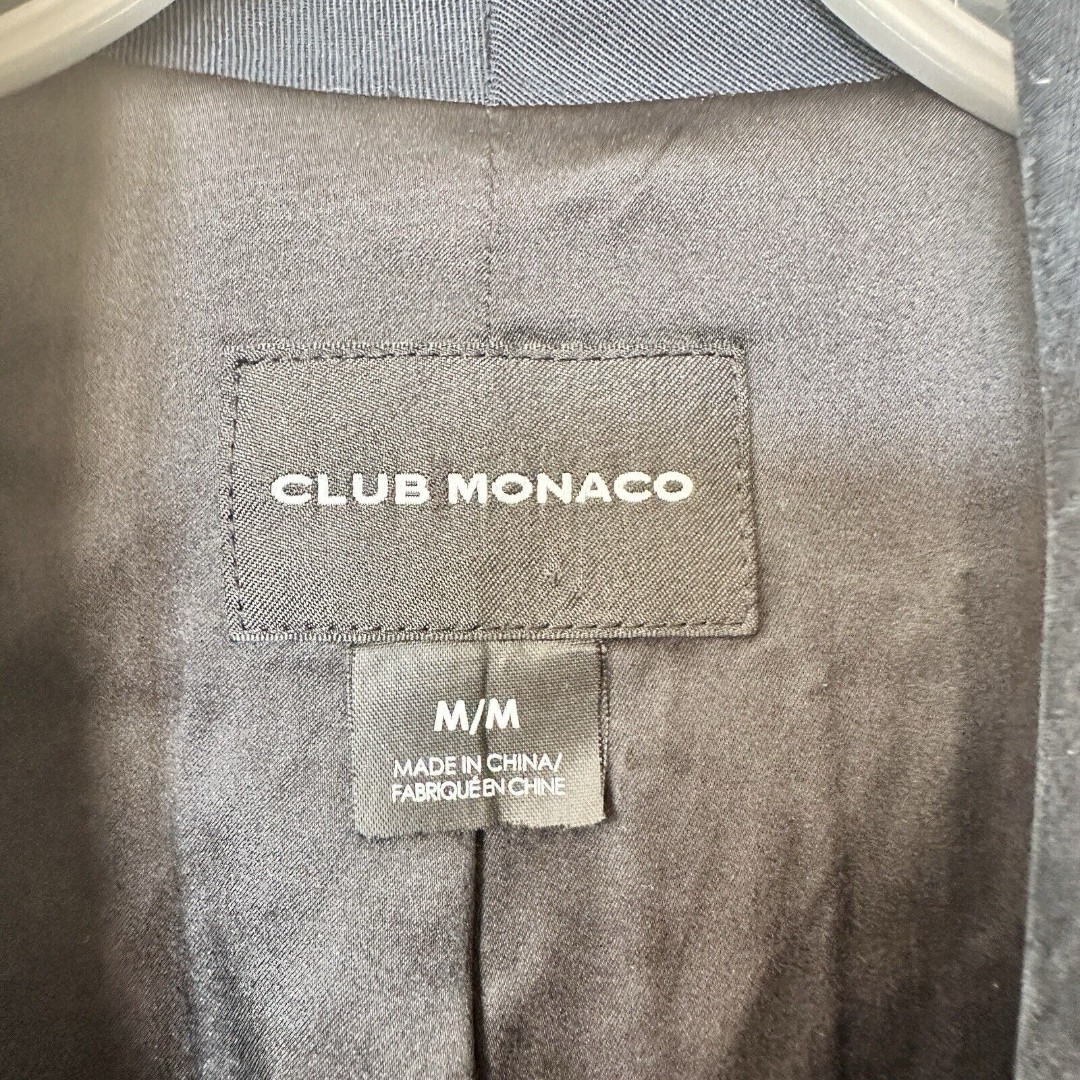 CLUB MONACO
M/M
MADE IN CHINA/
FABRIQUÉ EN CHINE